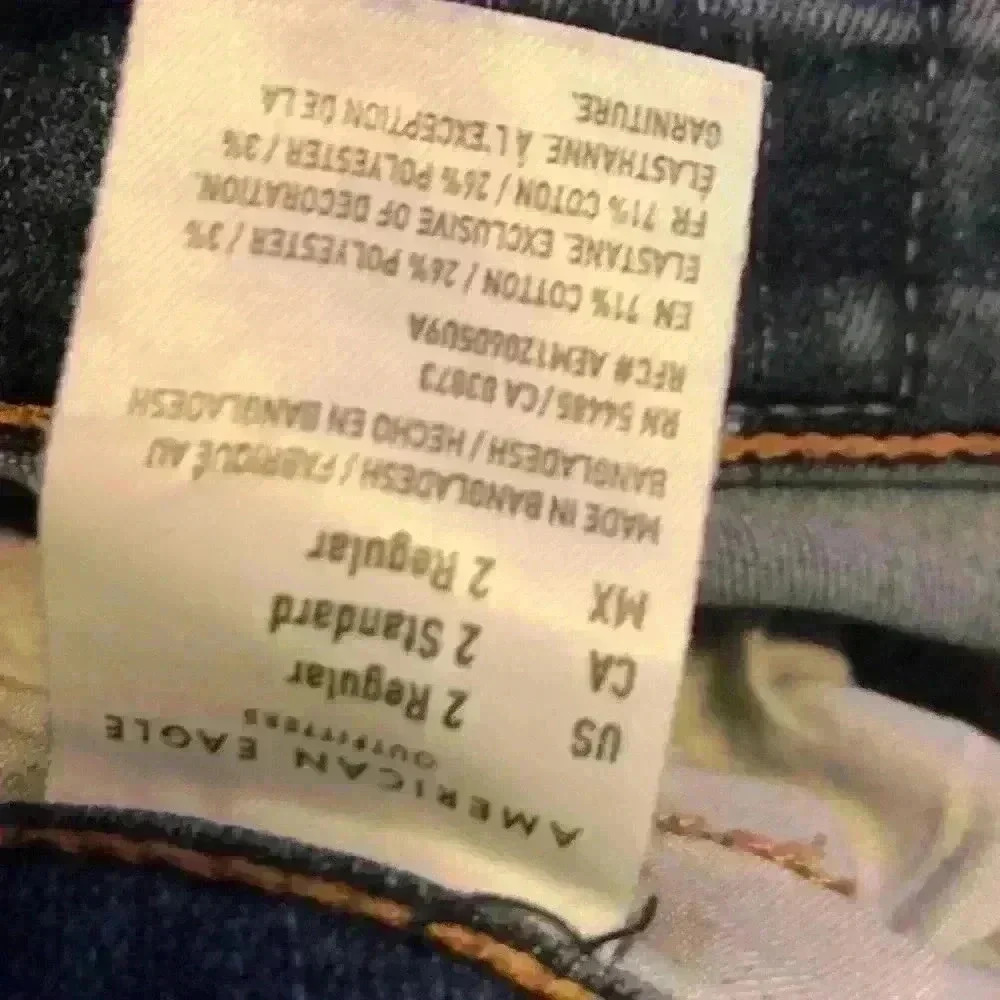 AMERICAN EAGLE
OUTFITTERS
US 2 Regular
CA 2 Standard
MX 2 Regular
MADE IN BANGLADESH / FABRIQUÉ AU
BANGLADESH / HECHO EN BANGLADESH
RN 54485 / CA 03073
RFC# AEM120605U9A
EN 71% COTTON / 26% POLYESTER / 3%
ELASTANE. EXCLUSIVE OF DECORATION.
FR 71% COTON / 26% POLYESTER / 3%
ÉLASTHANNE. À L'EXCEPTION DE LA
GARNITURE.